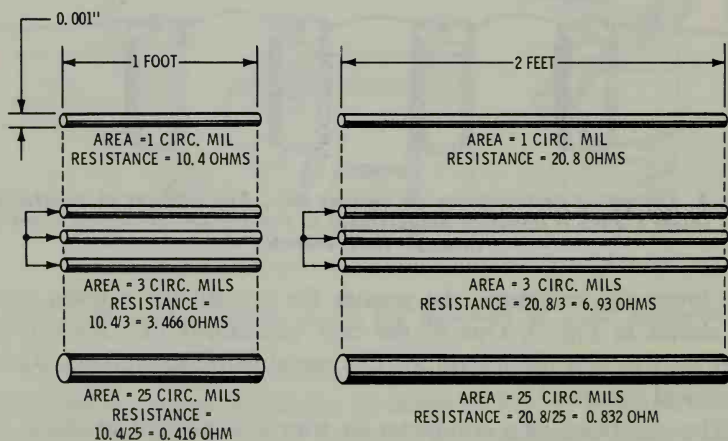 0.001"
1 FOOT
2 FEET
AREA = 1 CIRC. MIL
RESISTANCE = 10.4 OHMS
AREA = 1 CIRC. MIL
RESISTANCE = 20.8 OHMS
AREA = 3 CIRC. MILS
RESISTANCE =
10.4/3 = 3.466 OHMS
AREA = 3 CIRC. MILS
RESISTANCE = 20.8/3 = 6.93 OHMS
AREA = 25 CIRC. MILS
RESISTANCE =
10.4/25 = 0.416 OHM
AREA = 25 CIRC. MILS
RESISTANCE = 20.8/25 = 0.832 OHM